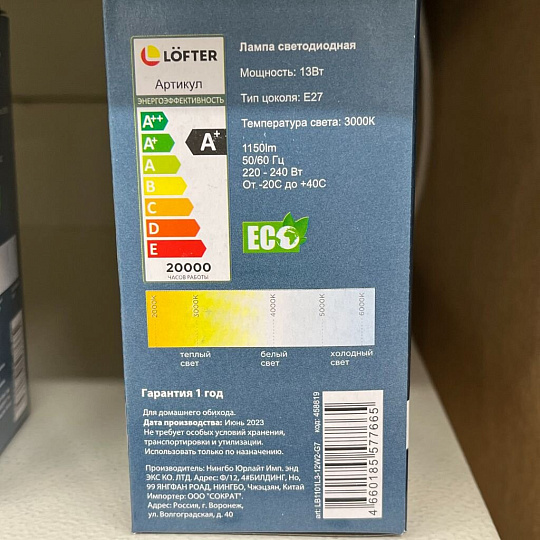 LÖFTER
Артикул
ЭНЕРГОЭФФЕКТИВНОСТЬ
A++
A+
A
B
C
D
E
A+
20000
ЧАСОВ РАБОТЫ
Лампа светодиодная
Мощность: 13Вт
Тип цоколя: E27
Температура света: 3000K
1150lm
50/60 Гц
220 - 240 Вт
От -20С до +40С
ECO
2000K
3000K
4000K
5000K
6000K
теплый свет
белый свет
холодный свет
Гарантия 1 год
Для домашнего обихода.
Дата производства: Июнь 2023
Не требует особых условий хранения,
транспортировки и утилизации.
Использовать только по назначению.
Производитель: Нингбо Юрлайт Имп. энд
ЭКС КО. ЛТД. Адрес: Ф/12, 4#БИЛДИНГ, Но,
99 ЯНГФАН РОАД, НИНГБО, Чжэцзян, Китай
Импортер: ООО "СОКРАТ".
Адрес: Россия, г. Воронеж,
ул. Волгоградская, д. 40
art: LB1101L3-12W2-G7
код: 458819
4660185577665